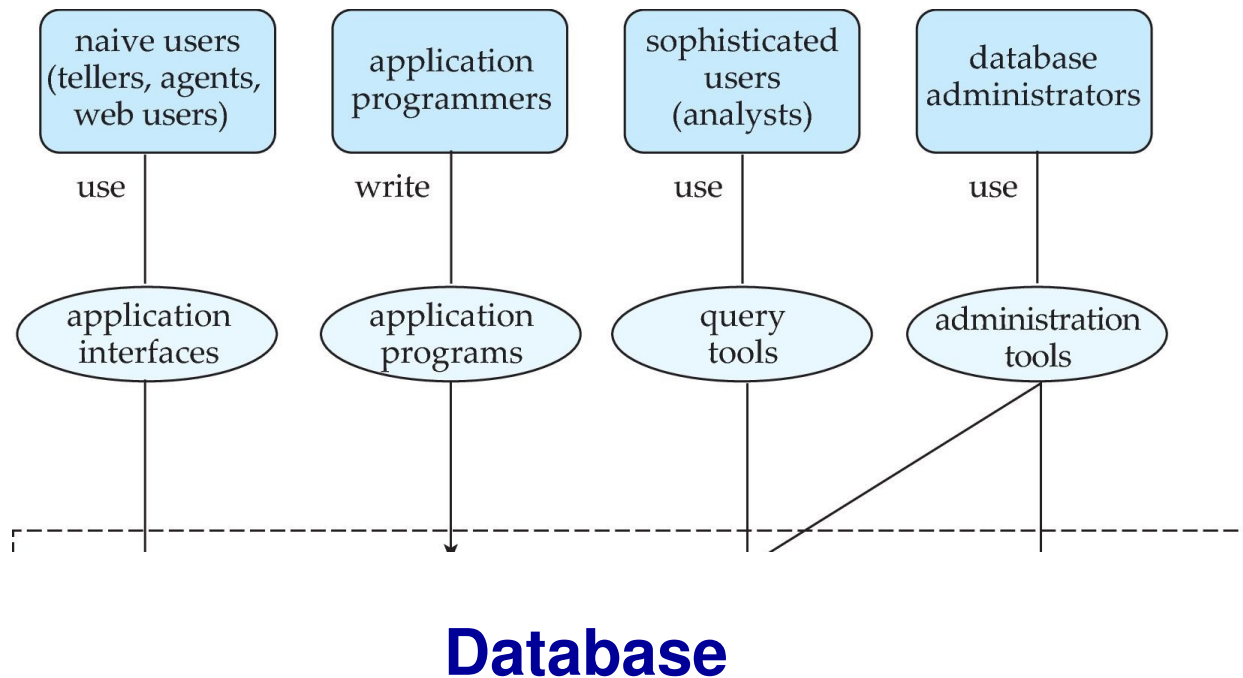 naive users
(tellers, agents,
web users)
application
programmers
sophisticated
users
(analysts)
database
administrators
use
write
use
use
application
interfaces
application
programs
query
tools
administration
tools
Database